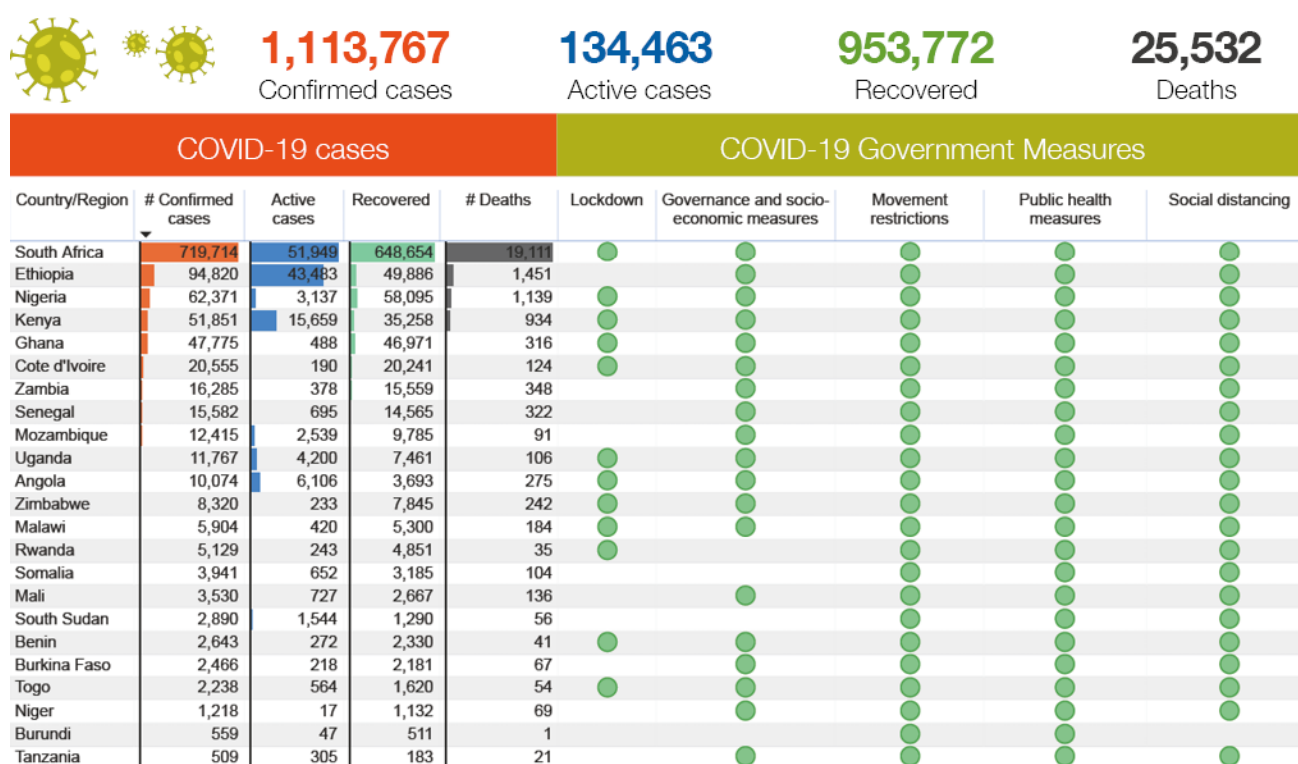 1,113,767 134,463 953,772 25,532
Confirmed cases Active cases Recovered Deaths
COVID-19 cases COVID-19 Government Measures
Country/Region # Confirmed cases Active cases Recovered # Deaths Lockdown Governance and socio-economic measures Movement restrictions Public health measures Social distancing
South Africa 719,714 51,949 648,654 19,111
Ethiopia 94,820 43,483 49,886 1,451
Nigeria 62,371 3,137 58,095 1,139
Kenya 51,851 15,659 35,258 934
Ghana 47,775 488 46,971 316
Cote d'Ivoire 20,555 190 20,241 124
Zambia 16,285 378 15,559 348
Senegal 15,582 695 14,565 322
Mozambique 12,415 2,539 9,785 91
Uganda 11,767 4,200 7,461 106
Angola 10,074 6,106 3,693 275
Zimbabwe 8,320 233 7,845 242
Malawi 5,904 420 5,300 184
Rwanda 5,129 243 4,851 35
Somalia 3,941 652 3,185 104
Mali 3,530 727 2,667 136
South Sudan 2,890 1,544 1,290 56
Benin 2,643 272 2,330 41
Burkina Faso 2,466 218 2,181 67
Togo 2,238 564 1,620 54
Niger 1,218 17 1,132 69
Burundi 559 47 511 1
Tanzania 509 305 183 21